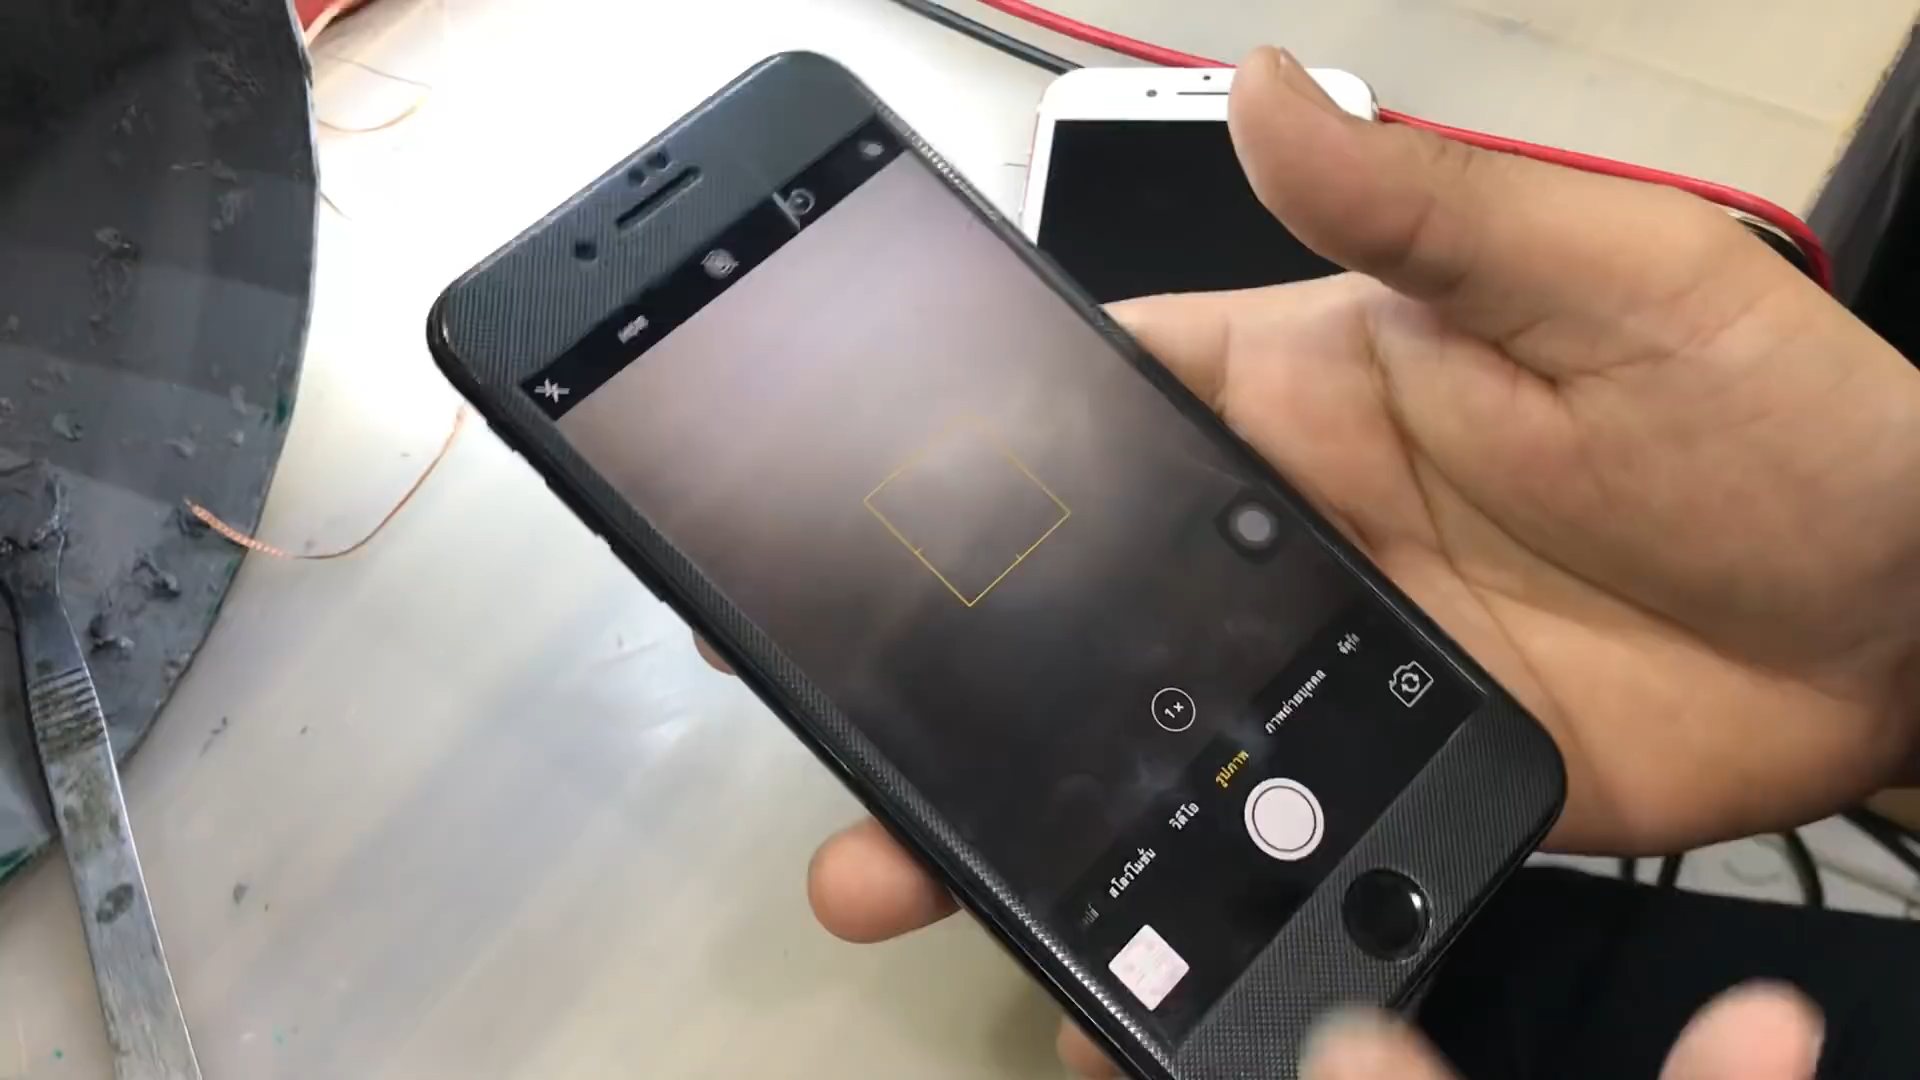 HDR
1×
จัตุรัส
ภาพถ่ายบุคคล
รูปภาพ
วิดีโอ
สโลว์โมชั่น